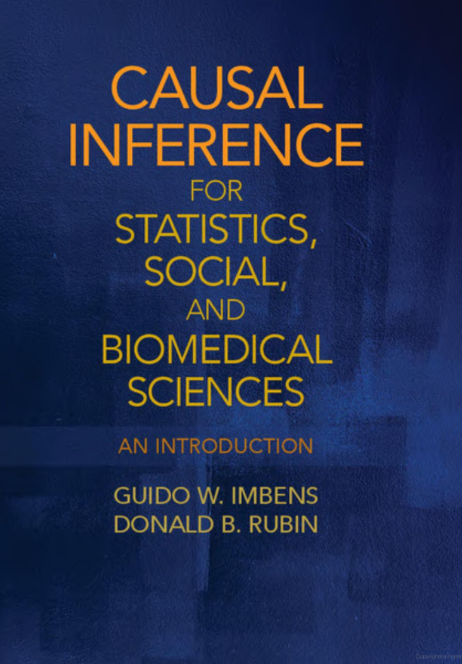 CAUSAL
INFERENCE
FOR
STATISTICS,
SOCIAL,
AND
BIOMEDICAL
SCIENCES
AN INTRODUCTION
GUIDO W. IMBENS
DONALD B. RUBIN